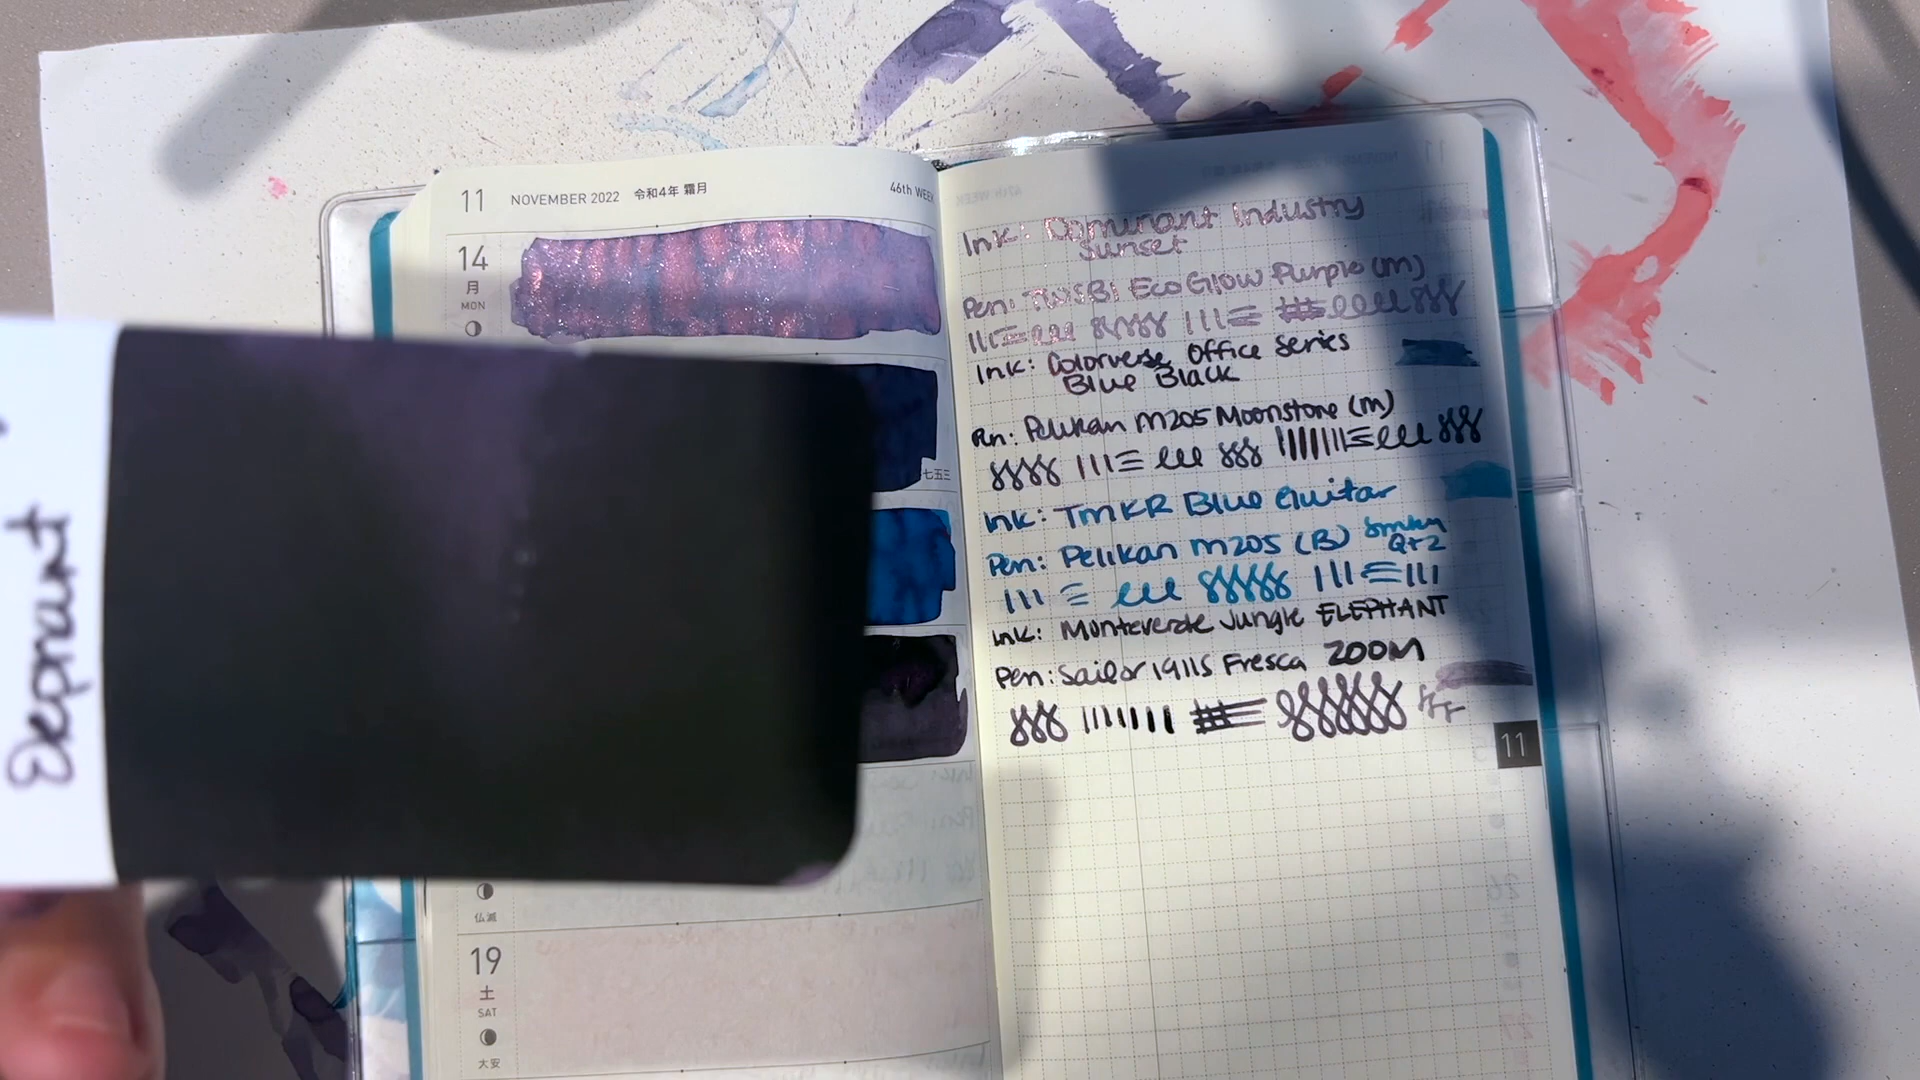 11 NOVEMBER 2022 令和4年 霜月 46th WEEK
14
月
MON
七五三
仏滅
19
土
SAT
大安
Ink: Dominant Industry
Sunset
Pen: TWSBI Eco Glow Purple (m)
Ink: Colorverse Office Series
Blue Black
Pen: Pelikan M205 Moonstone (m)
Ink: TMKR Blue Guitar
Pen: Pelikan M205 (B)
Ink: Monteverde Jungle ELEPHANT
Pen: Sailor 1911S Fresca ZOOM
11